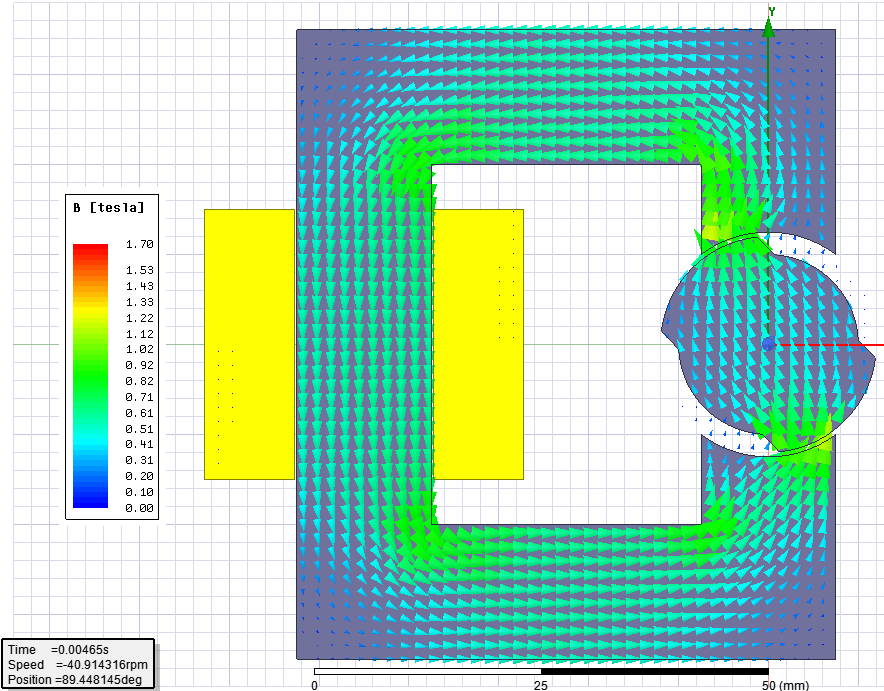 Y
B [tesla]
1.70
1.53
1.43
1.33
1.22
1.12
1.02
0.92
0.82
0.71
0.61
0.51
0.41
0.31
0.20
0.10
0.00
Time =0.00465s
Speed =-40.914316rpm
Position =89.448145deg
0 25 50 (mm)